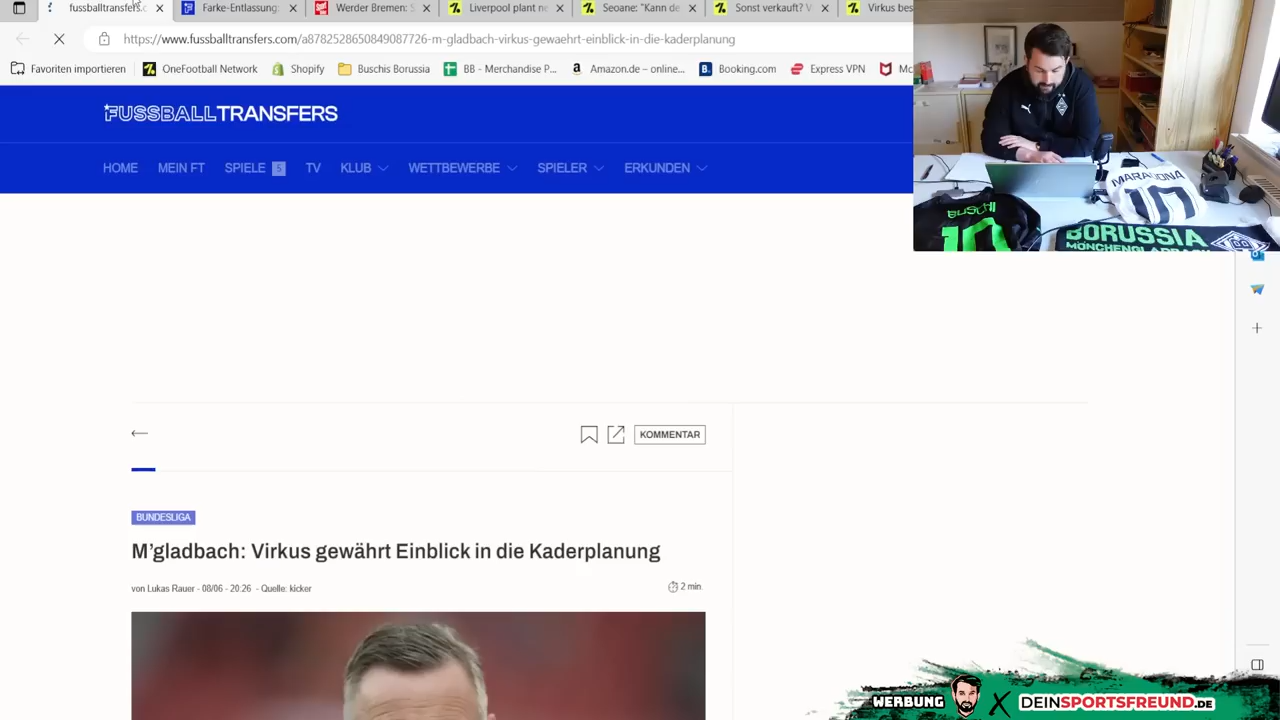 fussballtransfers.c
Farke-Entlassung:
Werder Bremen: S
Liverpool plant ne
Seoane: "Kann de
Sonst verkauft? V
Virkus bes
https://www.fussballtransfers.com/a8782528650849087726-m-gladbach-virkus-gewaehrt-einblick-in-die-kaderplanung
Favoriten importieren
OneFootball Network
Shopify
Buschis Borussia
BB - Merchandise P...
Amazon.de – online...
Booking.com
Express VPN
Mc
FUSSBALLTRANSFERS
HOME
MEIN FT
SPIELE 5
TV
KLUB
WETTBEWERBE
SPIELER
ERKUNDEN
MARADONA
10
BUSCHI
10
BORUSSIA
MÖNCHENGLADBACH
KOMMENTAR
BUNDESLIGA
M'gladbach: Virkus gewährt Einblick in die Kaderplanung
von Lukas Rauer - 08/06 - 20:26 - Quelle: kicker
2 min.
WERBUNG X DEINSPORTSFREUND.DE